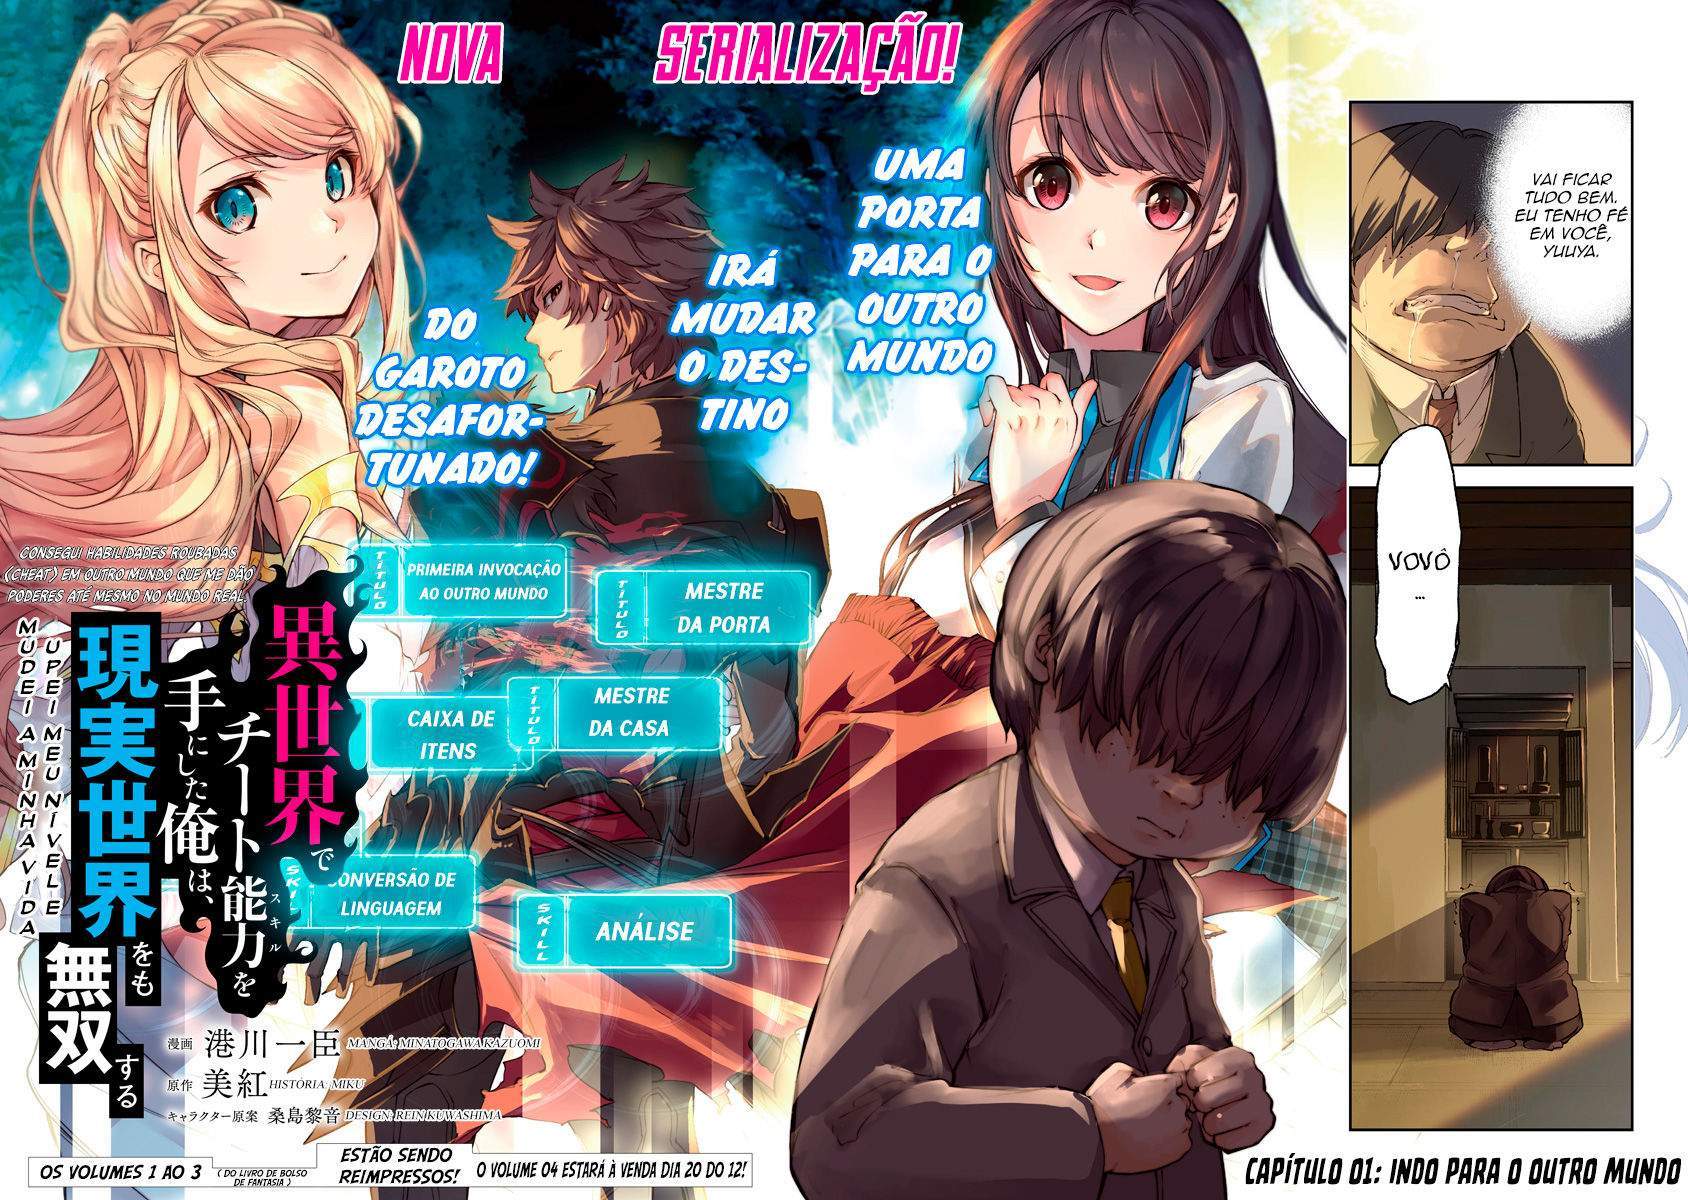 NOVA SERIALIZAÇÃO!
VAI FICAR
TUDO BEM.
EU TENHO FÉ
EM VOCÊ,
YUUYA.
VOVÔ
...
UMA
PORTA
PARA O
OUTRO
MUNDO
IRÁ
MUDAR
O DES-
TINO
DO
GAROTO
DESAFOR-
TUNADO!
TITULO
PRIMEIRA INVOCAÇÃO
AO OUTRO MUNDO
TITULO
MESTRE
DA PORTA
CAIXA DE
ITENS
TITULO
MESTRE
DA CASA
SKILL
CONVERSÃO DE
LINGUAGEM
SKILL
ANÁLISE
CONSEGUI HABILIDADES ROUBADAS
(CHEAT) EM OUTRO MUNDO QUE ME DÃO
PODERES ATÉ MESMO NO MUNDO REAL.
UPEI MEU NÍVEL E
MUDEI A MINHA VIDA
異世界で
チート能力を
スキル
手にした俺は、
現実世界をも
無双する
漫画 港川一臣 MANGÁ: MINATOGAWA KAZUOMI
原作 美紅 HISTÓRIA: MIKU
キャラクター原案 桑島黎音 DESIGN: REIN KUWASHIMA
OS VOLUMES 1 AO 3
( DO LIVRO DE BOLSO
DE FANTASIA )
ESTÃO SENDO
REIMPRESSOS!
O VOLUME 04 ESTARÁ À VENDA DIA 20 DO 12!
CAPÍTULO 01: INDO PARA O OUTRO MUNDO